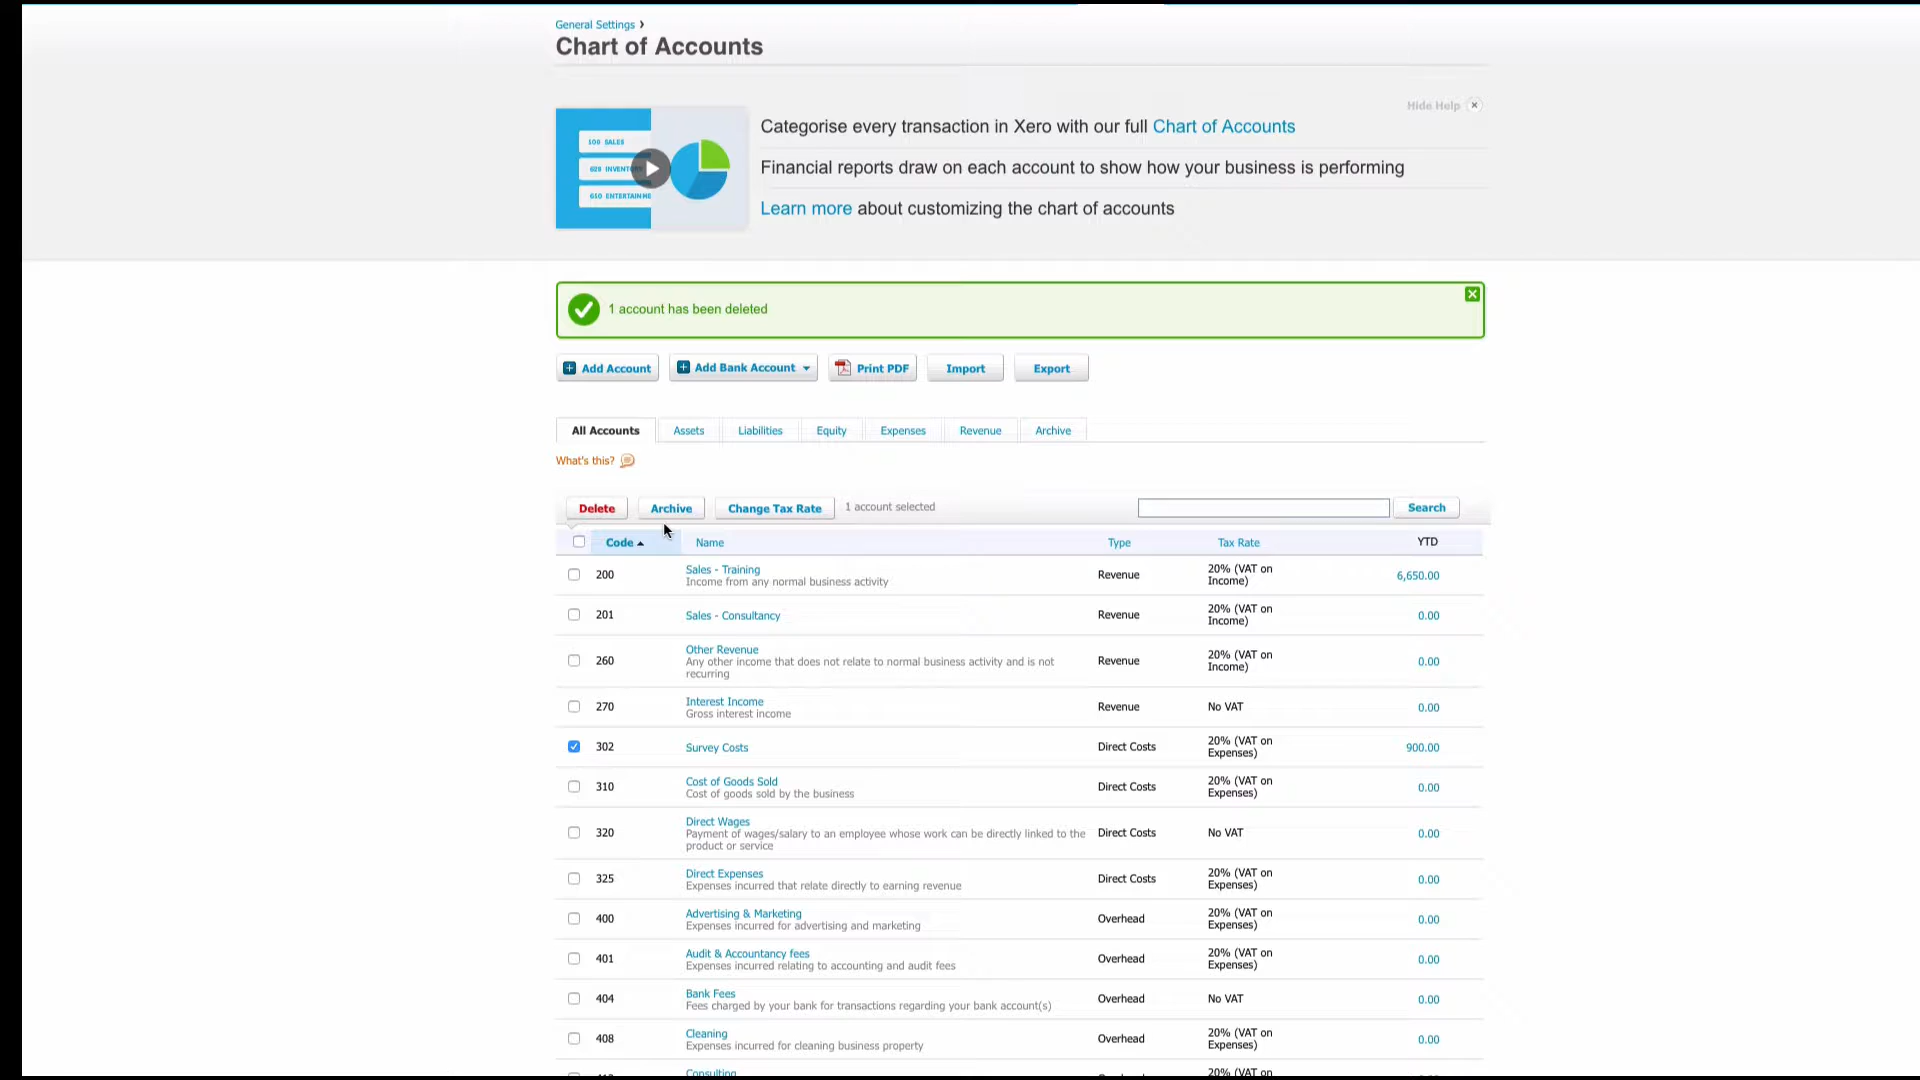 General Settings ›
Chart of Accounts
Hide Help
Categorise every transaction in Xero with our full Chart of Accounts
100 SALES
Financial reports draw on each account to show how your business is performing
620 INVENT
650 ENTERTAINME
Learn more about customizing the chart of accounts
1 account has been deleted
Add Account Add Bank Account Print PDF Import Export
All Accounts Assets Liabilities Equity Expenses Revenue Archive
What's this?
Delete Archive Change Tax Rate 1 account selected Search
Code Name Type Tax Rate YTD
200 Sales - Training Revenue 20% (VAT on 6,650.00
Income from any normal business activity Income)
201 Sales - Consultancy Revenue 20% (VAT on 0.00
Income)
260 Other Revenue Revenue 20% (VAT on 0.00
Any other income that does not relate to normal business activity and is not Income)
recurring
270 Interest Income Revenue No VAT 0.00
Gross interest income
302 Survey Costs Direct Costs 20% (VAT on 900.00
Expenses)
310 Cost of Goods Sold Direct Costs 20% (VAT on 0.00
Cost of goods sold by the business Expenses)
320 Direct Wages Direct Costs No VAT 0.00
Payment of wages/salary to an employee whose work can be directly linked to the
product or service
325 Direct Expenses Direct Costs 20% (VAT on 0.00
Expenses incurred that relate directly to earning revenue Expenses)
400 Advertising & Marketing Overhead 20% (VAT on 0.00
Expenses incurred for advertising and marketing Expenses)
401 Audit & Accountancy fees Overhead 20% (VAT on 0.00
Expenses incurred relating to accounting and audit fees Expenses)
404 Bank Fees Overhead No VAT 0.00
Fees charged by your bank for transactions regarding your bank account(s)
408 Cleaning Overhead 20% (VAT on 0.00
Expenses incurred for cleaning business property Expenses)
Consulting 20% (VAT on